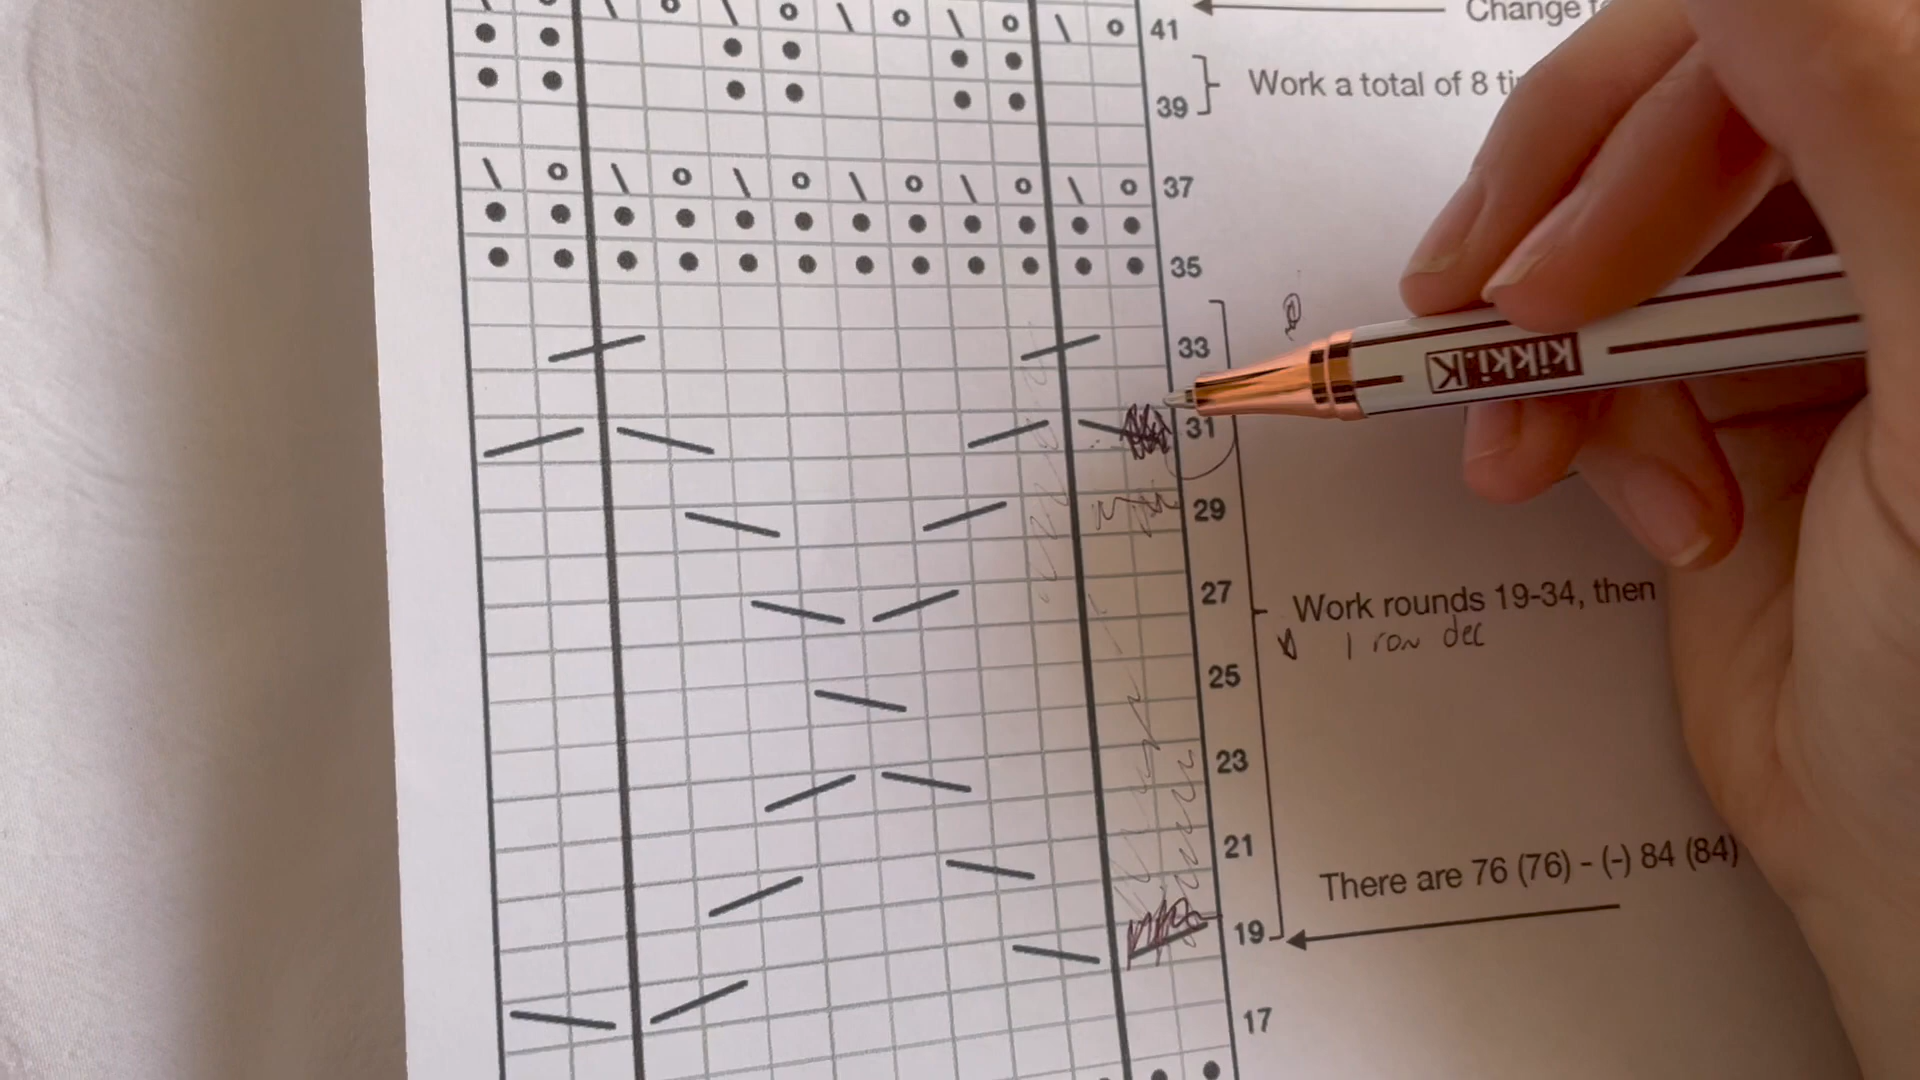 41
Change
Work a total of 8
39
37
35
33
kikki.K
31
29
27
Work rounds 19-34, then
1 row dec
25
23
21
There are 76 (76) - (-) 84 (84)
19
17